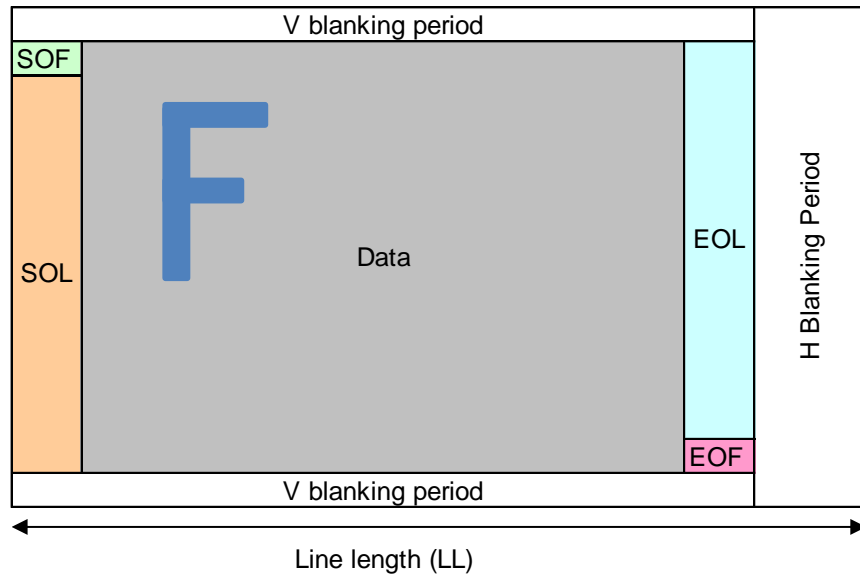 V blanking period
SOF
F
SOL
Data
EOL
H Blanking Period
EOF
V blanking period
Line length (LL)